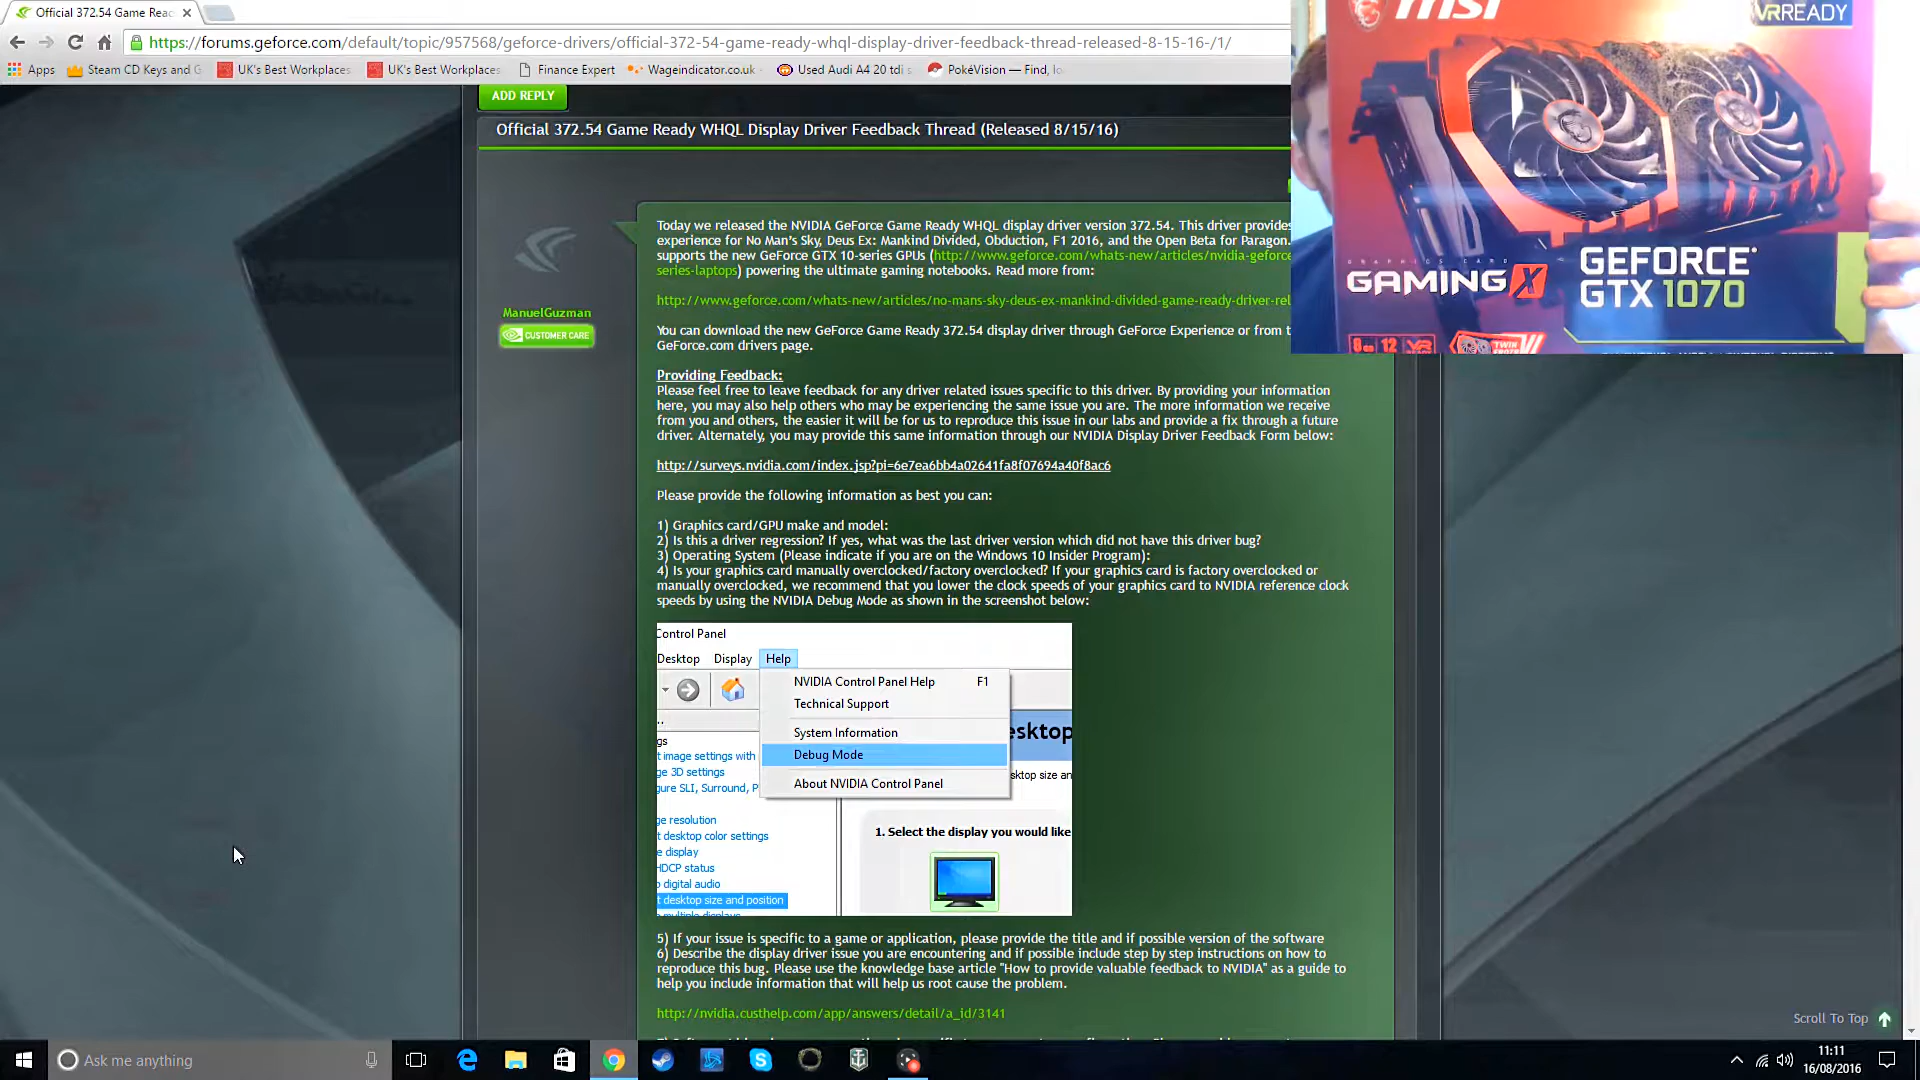 Official 372.54 Game Rea
https://forums.geforce.com/default/topic/957568/geforce-drivers/official-372-54-game-ready-whql-display-driver-feedback-thread-released-8-15-16-/1/
Apps Steam CD Keys and G UK's Best Workplaces UK's Best Workplaces Finance Expert Wageindicator.co.uk Used Audi A4 20 tdi s PokéVision — Find, lo
msi
VRREADY
GAMING X
GEFORCE
GTX 1070
8 12 VR
ADD REPLY
Official 372.54 Game Ready WHQL Display Driver Feedback Thread (Released 8/15/16)
ManuelGuzman
CUSTOMER CARE
Today we released the NVIDIA GeForce Game Ready WHQL display driver version 372.54. This driver provides
experience for No Man's Sky, Deus Ex: Mankind Divided, Obduction, F1 2016, and the Open Beta for Paragon.
supports the new GeForce GTX 10-series GPUs (http://www.geforce.com/whats-new/articles/nvidia-geforce
series-laptops) powering the ultimate gaming notebooks. Read more from:
http://www.geforce.com/whats-new/articles/no-mans-sky-deus-ex-mankind-divided-game-ready-driver-rel
You can download the new GeForce Game Ready 372.54 display driver through GeForce Experience or from t
GeForce.com drivers page.
Providing Feedback:
Please feel free to leave feedback for any driver related issues specific to this driver. By providing your information
here, you may also help others who may be experiencing the same issue you are. The more information we receive
from you and others, the easier it will be for us to reproduce this issue in our labs and provide a fix through a future
driver. Alternately, you may provide this same information through our NVIDIA Display Driver Feedback Form below:
http://surveys.nvidia.com/index.jsp?pi=6e7ea6bb4a02641fa8f07694a40f8ac6
Please provide the following information as best you can:
1) Graphics card/GPU make and model:
2) Is this a driver regression? If yes, what was the last driver version which did not have this driver bug?
3) Operating System (Please indicate if you are on the Windows 10 Insider Program):
4) Is your graphics card manually overclocked/factory overclocked? If your graphics card is factory overclocked or
manually overclocked, we recommend that you lower the clock speeds of your graphics card to NVIDIA reference clock
speeds by using the NVIDIA Debug Mode as shown in the screenshot below:
Control Panel
Desktop Display Help
NVIDIA Control Panel Help F1
Technical Support
System Information
Debug Mode
About NVIDIA Control Panel
esktop
gs
t image settings with
ge 3D settings
gure SLI, Surround, P
ktop size an
ge resolution
t desktop color settings
e display
HDCP status
digital audio
t desktop size and position
multiple displays
1. Select the display you would like
5) If your issue is specific to a game or application, please provide the title and if possible version of the software
6) Describe the display driver issue you are encountering and if possible include step by step instructions on how to
reproduce this bug. Please use the knowledge base article "How to provide valuable feedback to NVIDIA" as a guide to
help you include information that will help us root cause the problem.
http://nvidia.custhelp.com/app/answers/detail/a_id/3141
Scroll To Top
Ask me anything
11:11
16/08/2016